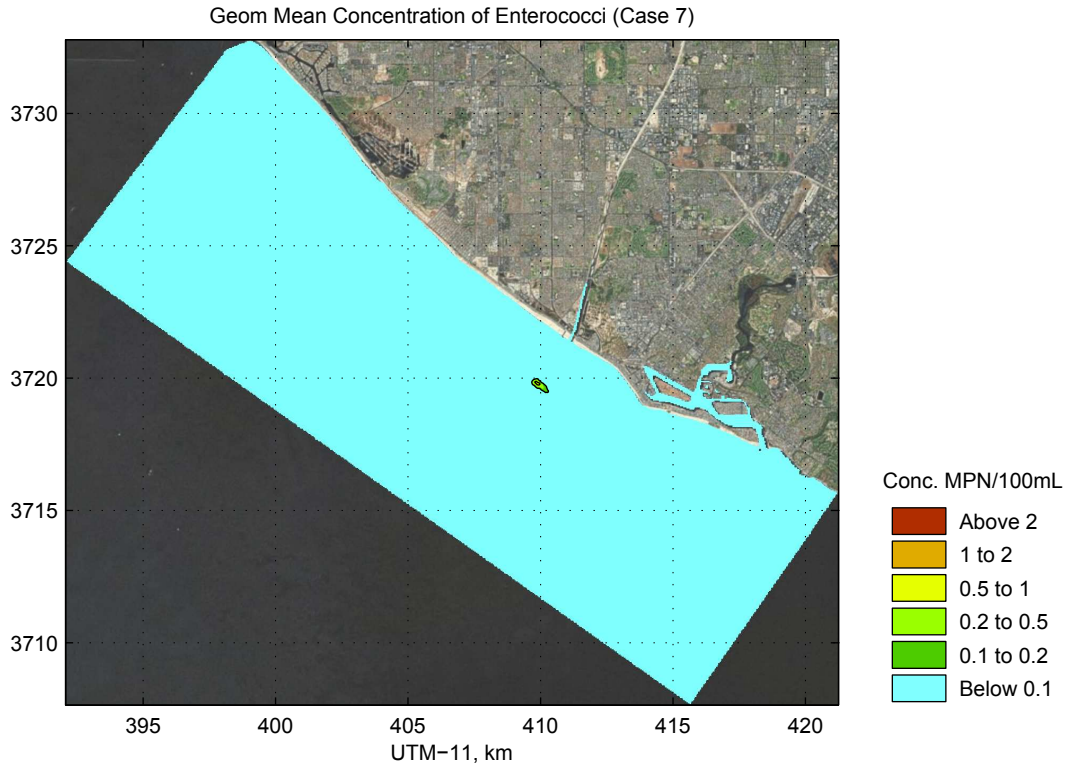 Geom Mean Concentration of Enterococci (Case 7)
3730
3725
3720
3715
3710
395 400 405 410 415 420
UTM−11, km
Conc. MPN/100mL
Above 2
1 to 2
0.5 to 1
0.2 to 0.5
0.1 to 0.2
Below 0.1